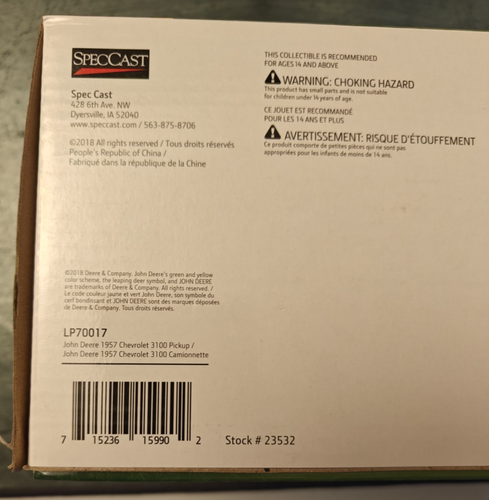 SPECCAST
Spec Cast
428 6th Ave. NW
Dyersville, IA 52040
www.speccast.com / 563-875-8706
©2018 All rights reserved / Tous droits réservés
People's Republic of China /
Fabriqué dans la république de la Chine
THIS COLLECTIBLE IS RECOMMENDED
FOR AGES 14 AND ABOVE
WARNING: CHOKING HAZARD
This product has small parts and is not suitable
for children under 14 years of age.
CE JOUET EST RECOMMANDÉ
POUR LES 14 ANS ET PLUS
AVERTISSEMENT: RISQUE D'ÉTOUFFEMENT
Ce produit comporte de petites pièces qui ne sont pas
appropriées pour les infants de moins de 14 ans.
©2018 Deere & Company. John Deere's green and yellow
color scheme, the leaping deer symbol, and JOHN DEERE
are trademarks of Deere & Company. All rights reserved. /
Le code couleur jaune et vert John Deere, son symbole du
cerf bondissant et JOHN DEERE sont des marques déposées
de Deere & Company. Tous droits réservés.
LP70017
John Deere 1957 Chevrolet 3100 Pickup /
John Deere 1957 Chevrolet 3100 Camionnette
7 15236 15990 2
Stock # 23532